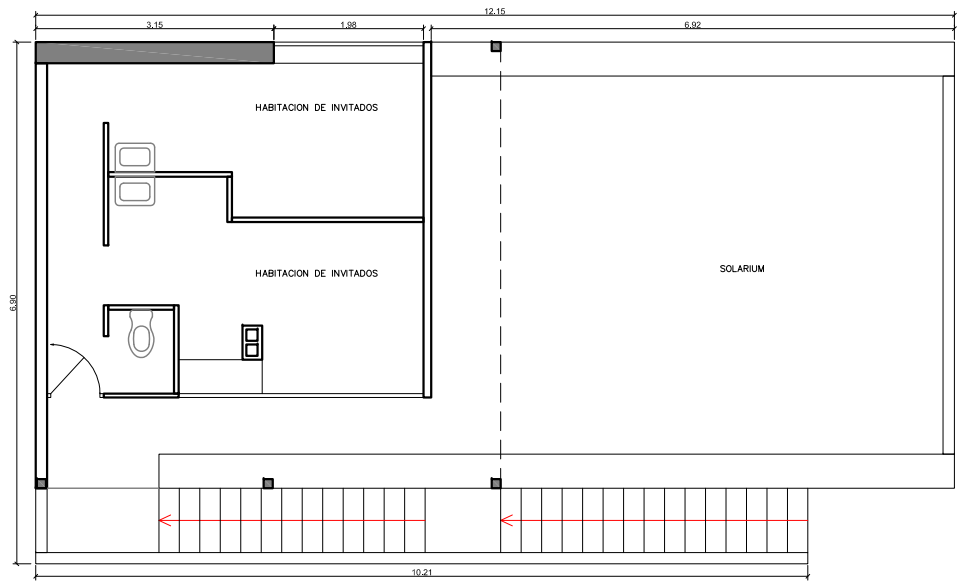 12.15
3.15
1.98
6.92
HABITACION DE INVITADOS
HABITACION DE INVITADOS
SOLARIUM
6.90
10.21